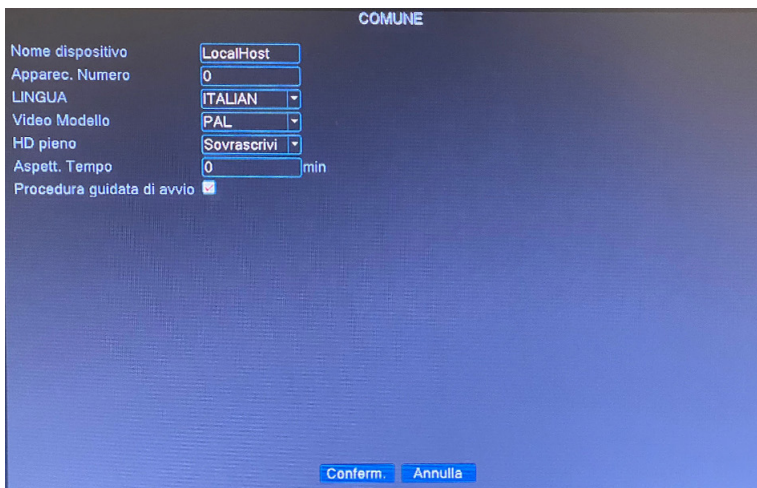 COMUNE
Nome dispositivo LocalHost
Apparec. Numero 0
LINGUA ITALIAN
Video Modello PAL
HD pieno Sovrascrivi
Aspett. Tempo 0 min
Procedura guidata di avvio
Conferm. Annulla